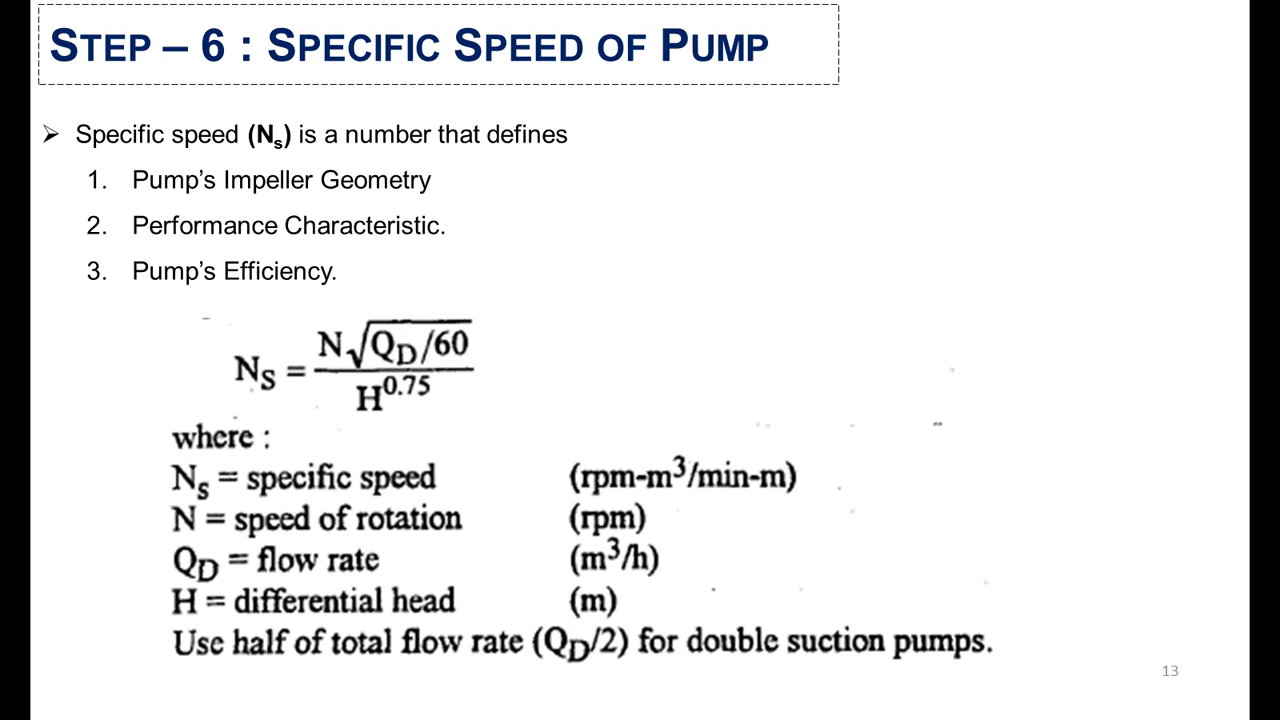 STEP – 6 : SPECIFIC SPEED OF PUMP
➢ Specific speed (Ns) is a number that defines
1. Pump's Impeller Geometry
2. Performance Characteristic.
3. Pump's Efficiency.
NS = N√(QD/60) / H^0.75
where :
Ns = specific speed (rpm-m³/min-m)
N = speed of rotation (rpm)
QD = flow rate (m³/h)
H = differential head (m)
Use half of total flow rate (QD/2) for double suction pumps.
13